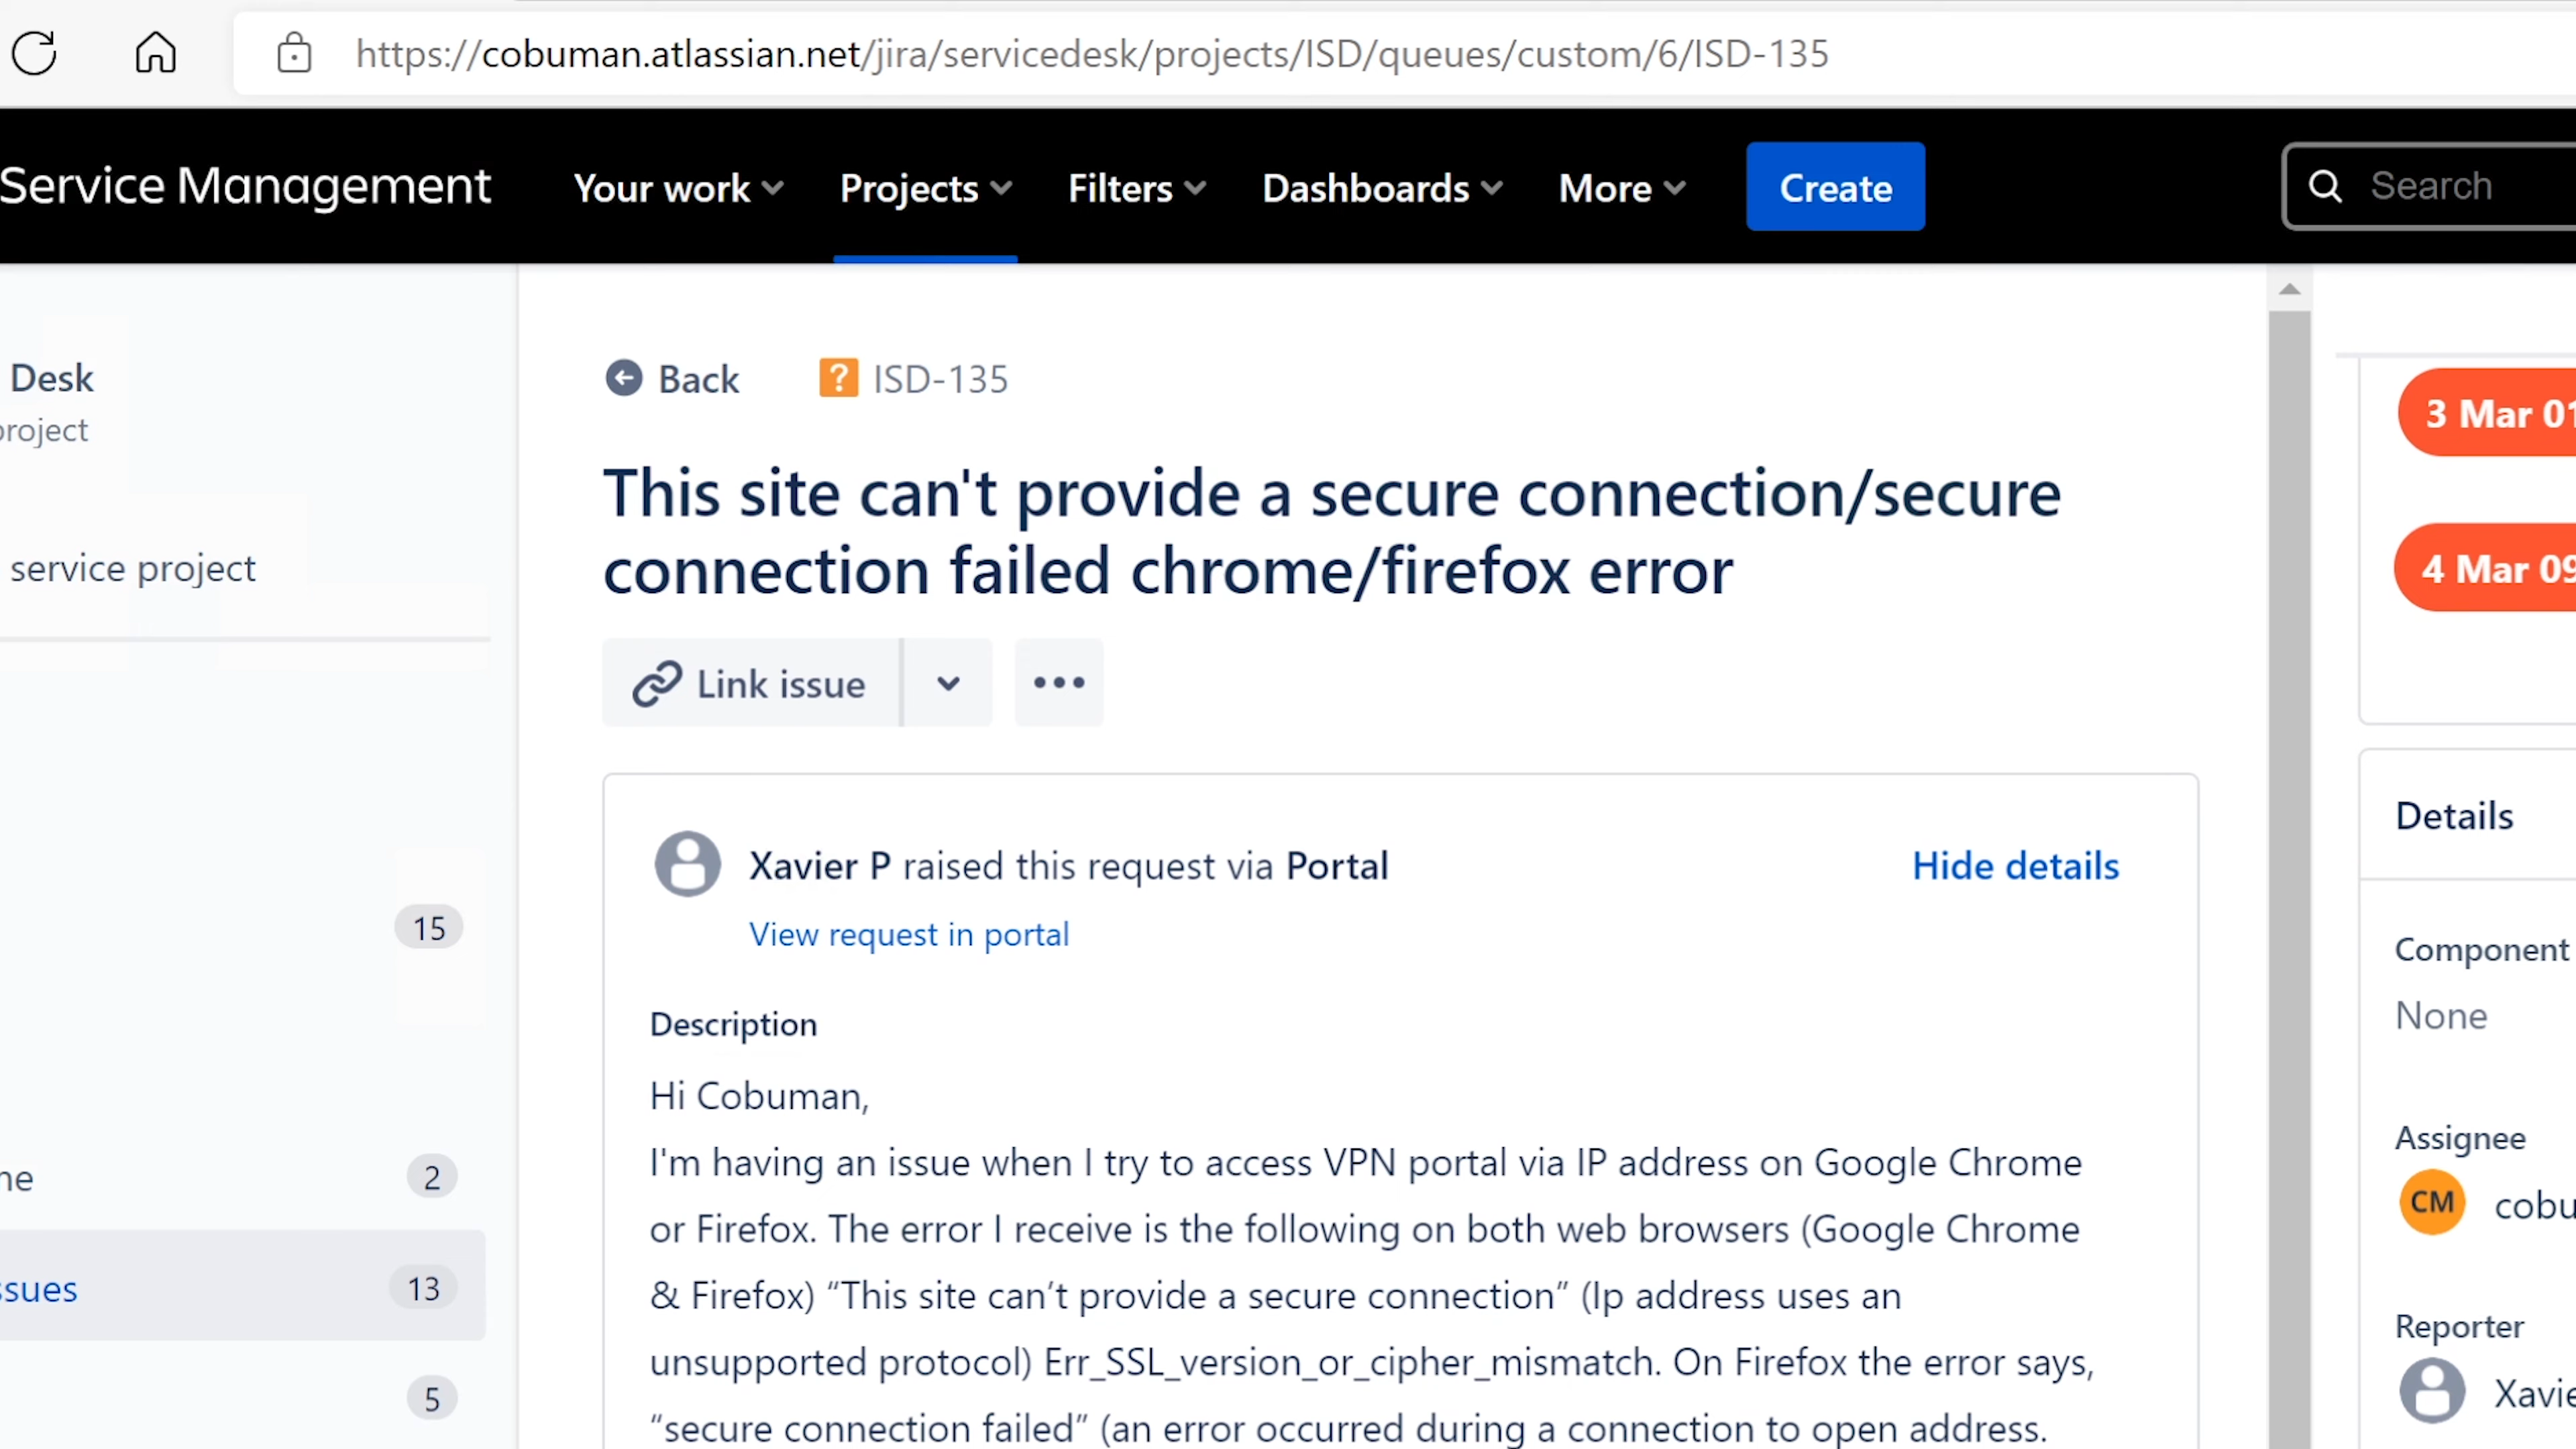 https://cobuman.atlassian.net/jira/servicedesk/projects/ISD/queues/custom/6/ISD-135
Service Management
Your work
Projects
Filters
Dashboards
More
Create
Search
Desk
project
service project
15
2
ssues
13
5
Back
ISD-135
This site can't provide a secure connection/secure
connection failed chrome/firefox error
Link issue
Xavier P raised this request via Portal
Hide details
View request in portal
Description
Hi Cobuman,
I'm having an issue when I try to access VPN portal via IP address on Google Chrome
or Firefox. The error I receive is the following on both web browsers (Google Chrome
& Firefox) “This site can’t provide a secure connection” (Ip address uses an
unsupported protocol) Err_SSL_version_or_cipher_mismatch. On Firefox the error says,
“secure connection failed” (an error occurred during a connection to open address.
3 Mar 01
4 Mar 09
Details
Component
None
Assignee
CM
cobu
Reporter
Xavie